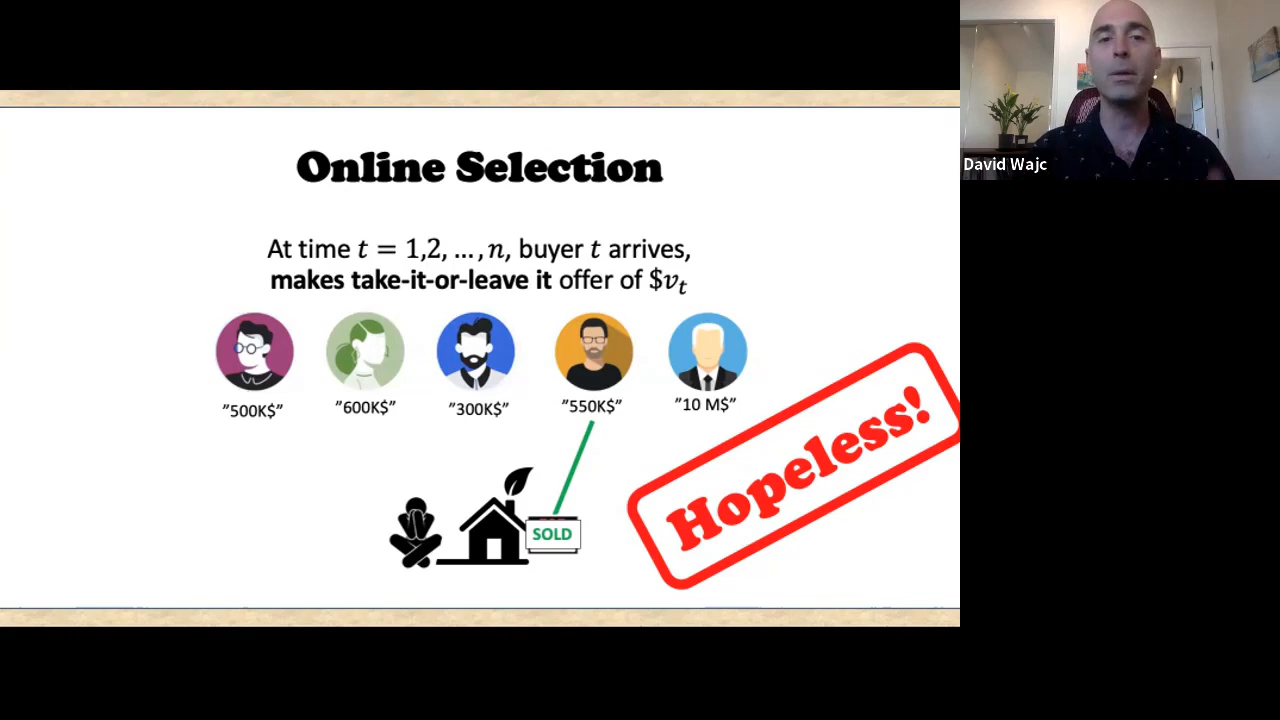 Online Selection
At time t = 1,2, …, n, buyer t arrives,
makes take-it-or-leave it offer of $vₜ
”500K$”
”600K$”
”300K$”
”550K$”
”10 M$”
Hopeless!
SOLD
David Wajc